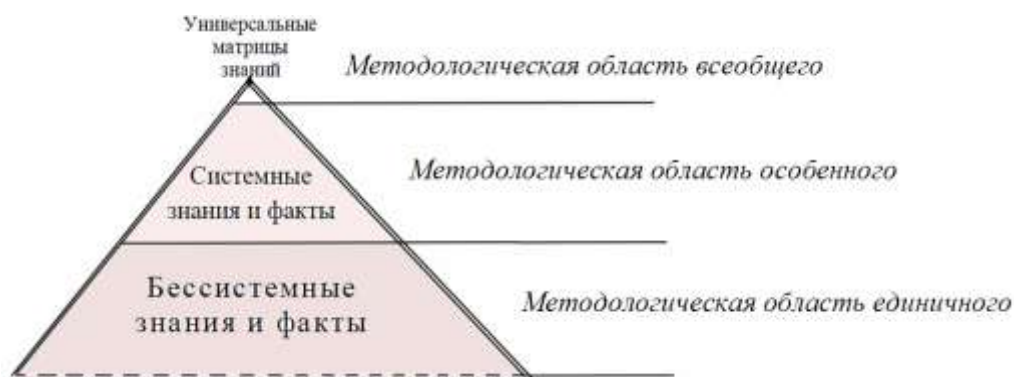 Универсальные
матрицы
знаний
Методологическая область всеобщего
Системные
знания и факты
Методологическая область особенного
Бессистемные
знания и факты
Методологическая область единичного